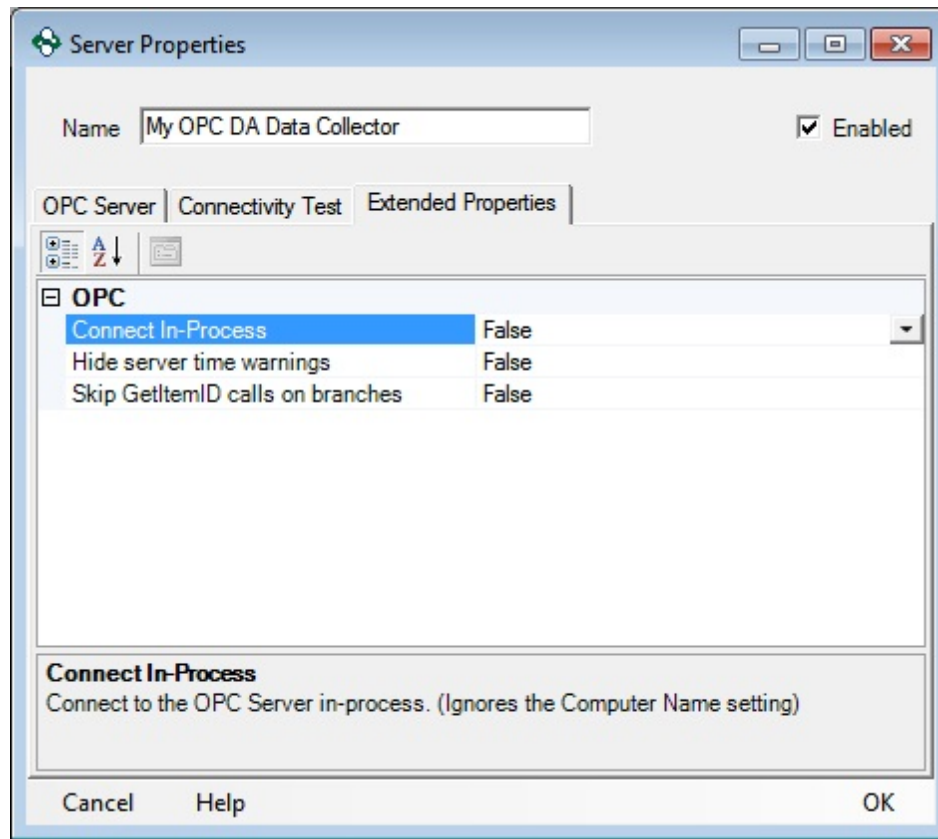 Server Properties
Name My OPC DA Data Collector Enabled
OPC Server Connectivity Test Extended Properties
A
Z
OPC
Connect In-Process False
Hide server time warnings False
Skip GetItemID calls on branches False
Connect In-Process
Connect to the OPC Server in-process. (Ignores the Computer Name setting)
Cancel Help OK